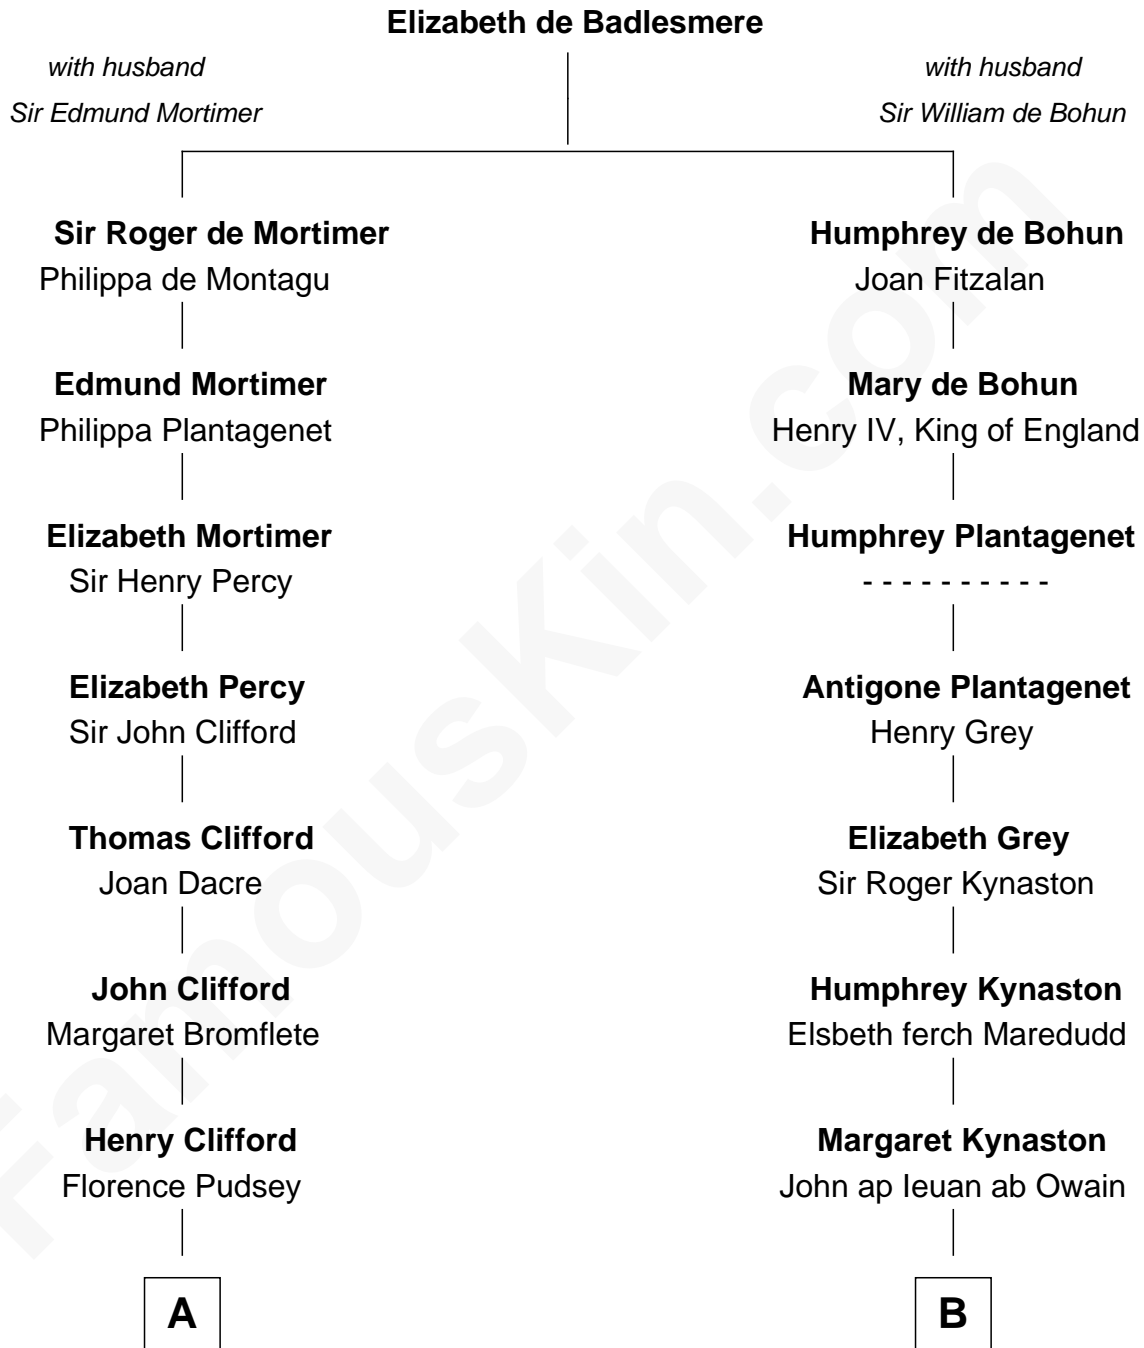 Elizabeth de Badlesmere
with husband
Sir Edmund Mortimer
with husband
Sir William de Bohun
Sir Roger de Mortimer
Philippa de Montagu
Edmund Mortimer
Philippa Plantagenet
Elizabeth Mortimer
Sir Henry Percy
Elizabeth Percy
Sir John Clifford
Thomas Clifford
Joan Dacre
John Clifford
Margaret Bromflete
Henry Clifford
Florence Pudsey
A
Humphrey de Bohun
Joan Fitzalan
Mary de Bohun
Henry IV, King of England
Humphrey Plantagenet
- - - - - - - - - -
Antigone Plantagenet
Henry Grey
Elizabeth Grey
Sir Roger Kynaston
Humphrey Kynaston
Elsbeth ferch Maredudd
Margaret Kynaston
John ap Ieuan ab Owain
B
FamousKin.com